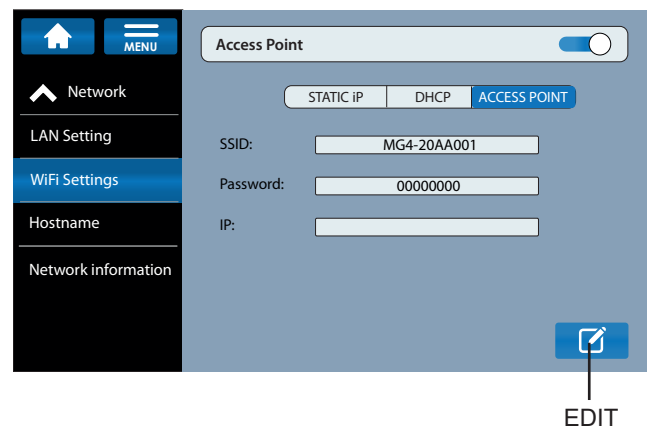 MENU
Access Point
Network
STATIC iP DHCP ACCESS POINT
LAN Setting
SSID: MG4-20AA001
WiFi Settings
Password: 00000000
Hostname
IP:
Network information
EDIT